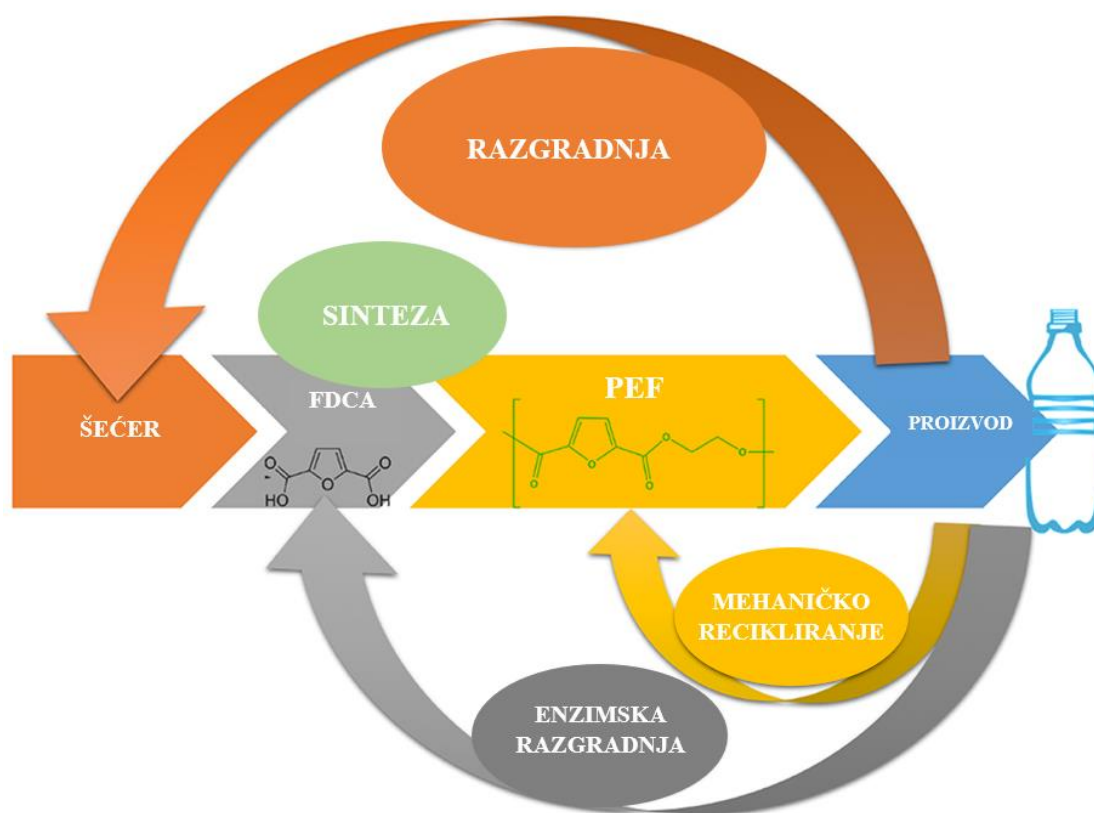 RAZGRADNJA
SINTEZA
ŠEĆER
FDCA
O
O
HO
O
OH
PEF
O
O
O
O
O
PROIZVOD
MEHANIČKO
RECIKLIRANJE
ENZIMSKA
RAZGRADNJA